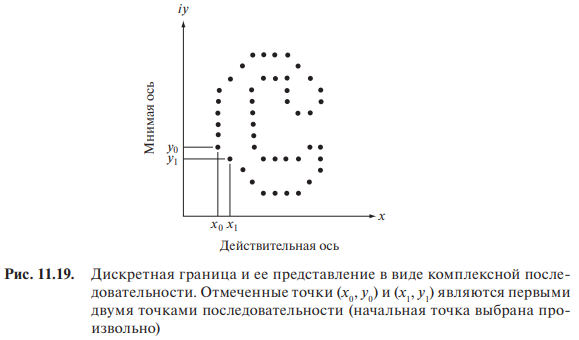 iy
Мнимая ось
y0
y1
x0 x1
x
Действительная ось
Рис. 11.19. Дискретная граница и ее представление в виде комплексной после-
довательности. Отмеченные точки (x0, y0) и (x1, y1) являются первыми
двумя точками последовательности (начальная точка выбрана про-
извольно)